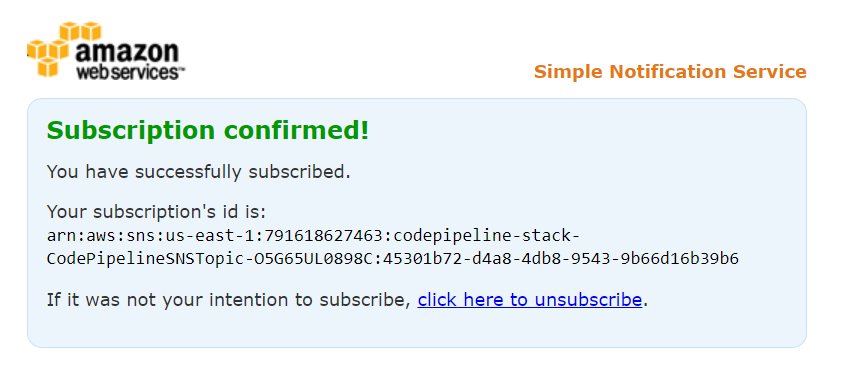 amazon
webservices™
Simple Notification Service
Subscription confirmed!
You have successfully subscribed.
Your subscription's id is:
arn:aws:sns:us-east-1:791618627463:codepipeline-stack-
CodePipelineSNSTopic-O5G65UL0898C:45301b72-d4a8-4db8-9543-9b66d16b39b6
If it was not your intention to subscribe, click here to unsubscribe.